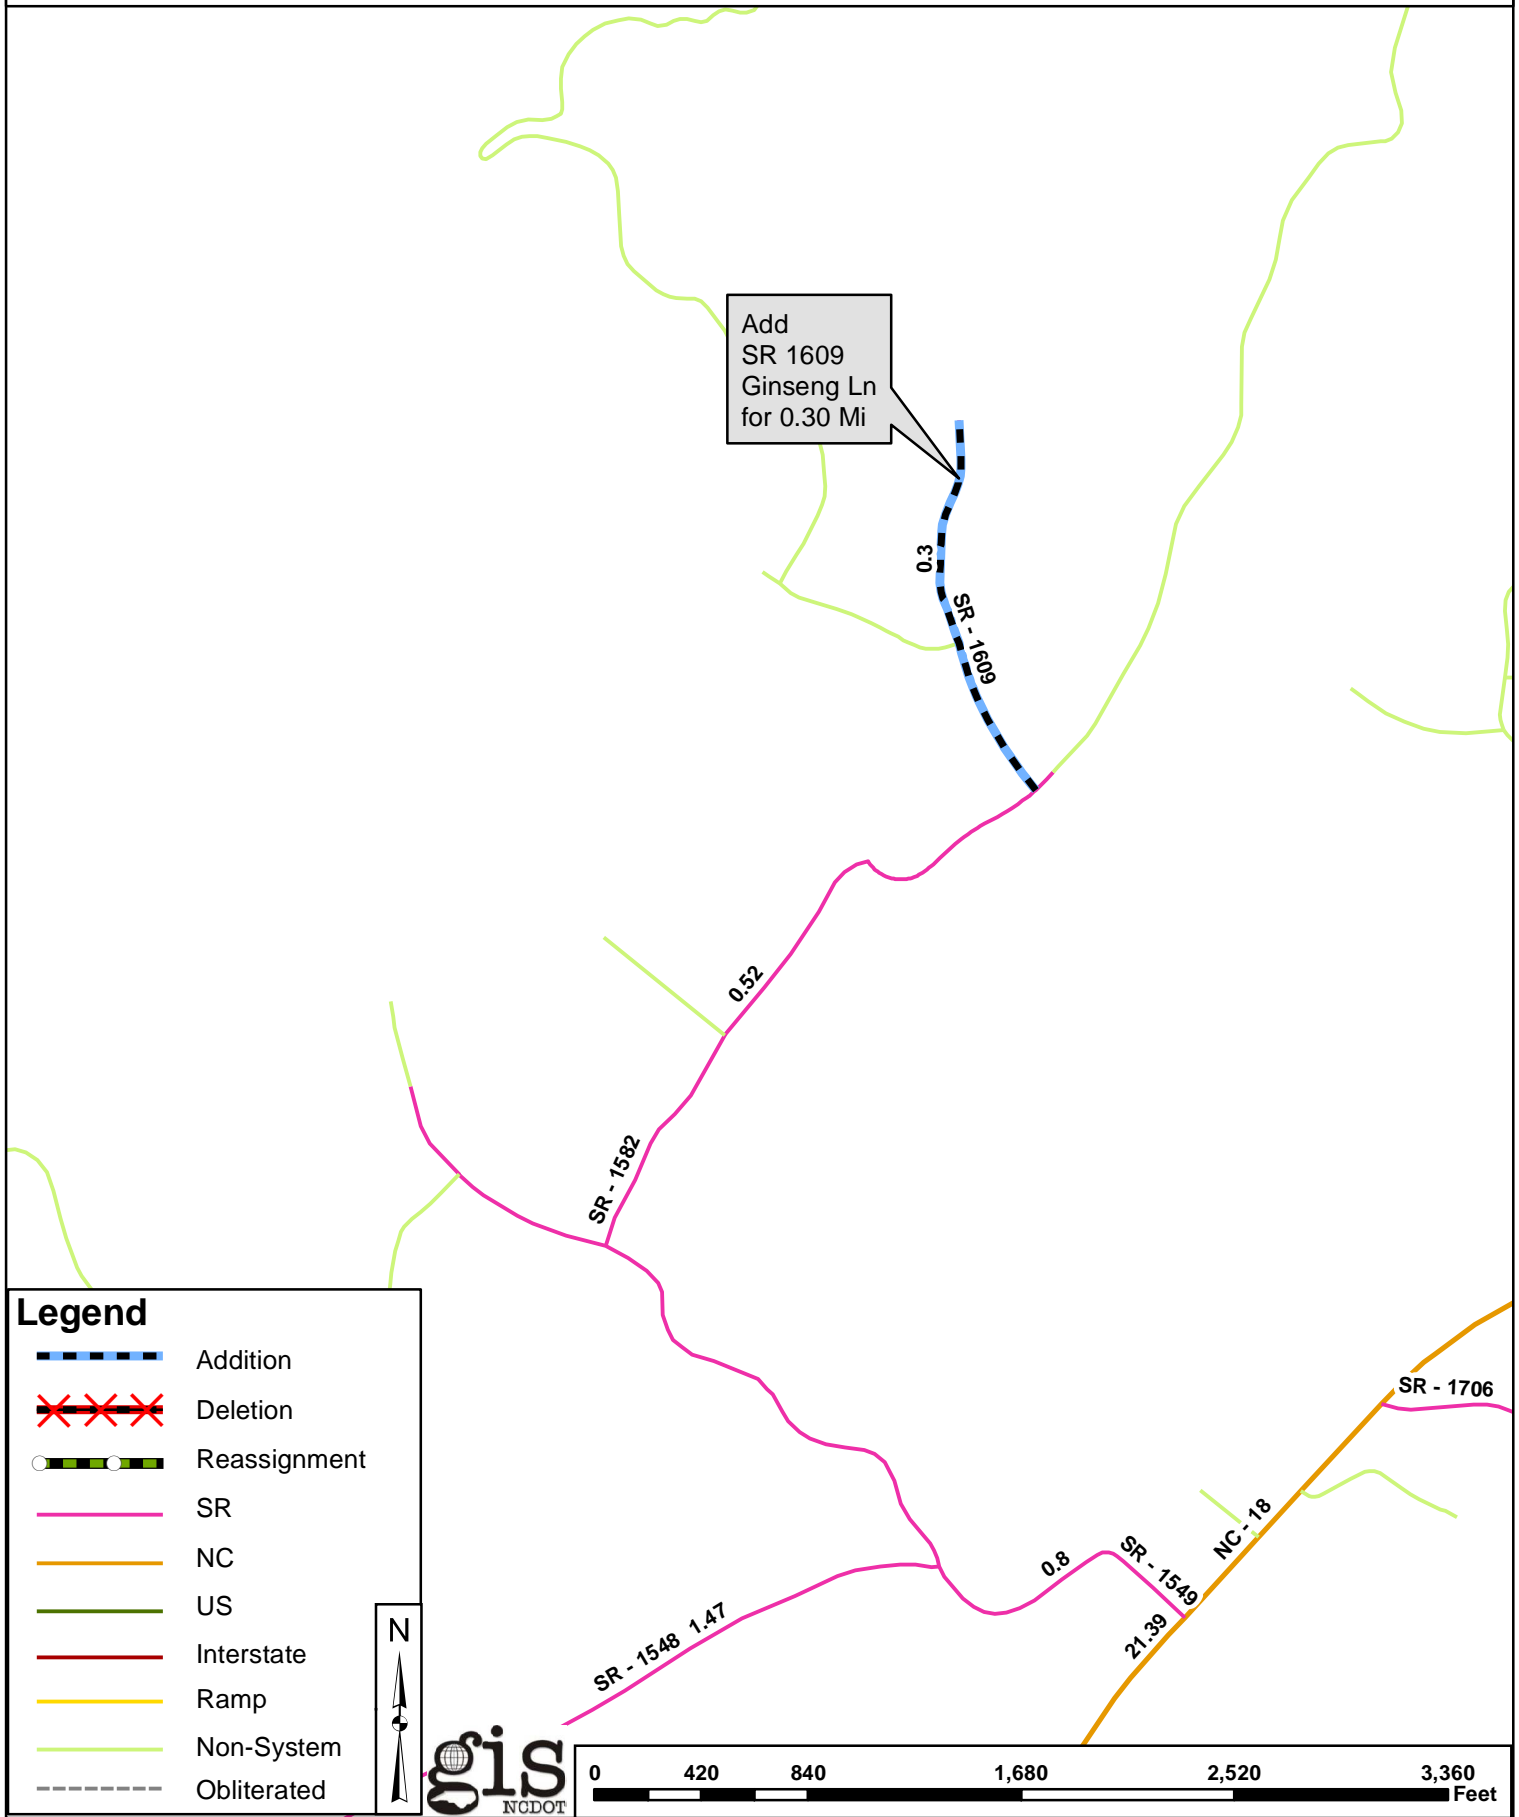 Add
SR 1609
Ginseng Ln
for 0.30 Mi
0.3
SR - 1609
0.52
SR - 1582
SR - 1706
NC - 18
SR - 1549
0.8
21.39
SR - 1548 1.47
Legend
Addition
Deletion
Reassignment
SR
NC
US
Interstate
Ramp
Non-System
Obliterated
N
gis
NCDOT
0 420 840 1,680 2,520 3,360
Feet